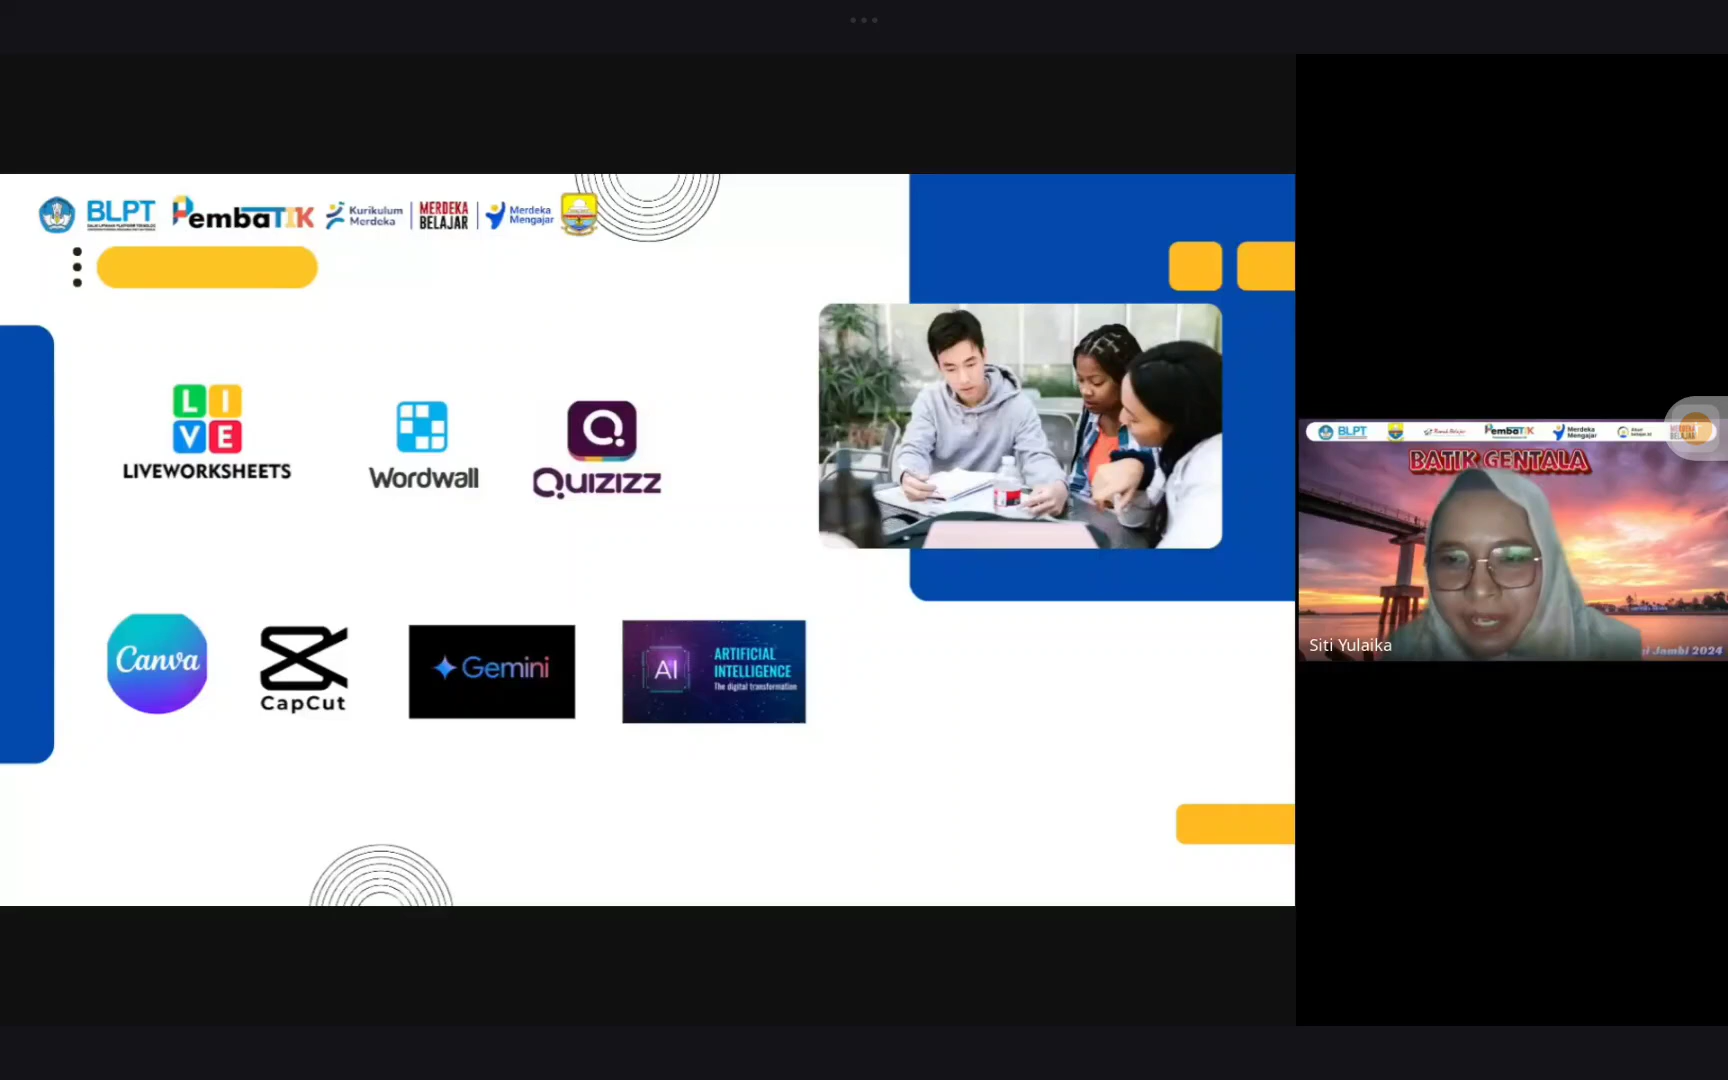 BLPT
PembaTIK
Kurikulum
Merdeka
MERDEKA
BELAJAR
Merdeka
Mengajar
LIVE
LIVEWORKSHEETS
Wordwall
QUIZIZZ
Canva
CapCut
Gemini
AI
ARTIFICIAL
INTELLIGENCE
The digital transformation
BLPT
PembaTIK
Merdeka
Mengajar
BATIK GENTALA
Siti Yulaika
Jambi 2024